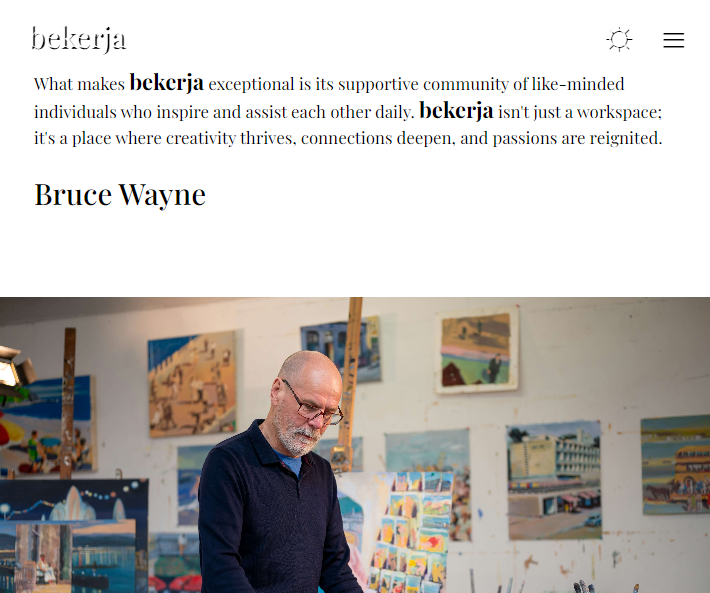 bekerja
What makes bekerja exceptional is its supportive community of like-minded
individuals who inspire and assist each other daily. bekerja isn't just a workspace;
it's a place where creativity thrives, connections deepen, and passions are reignited.
Bruce Wayne